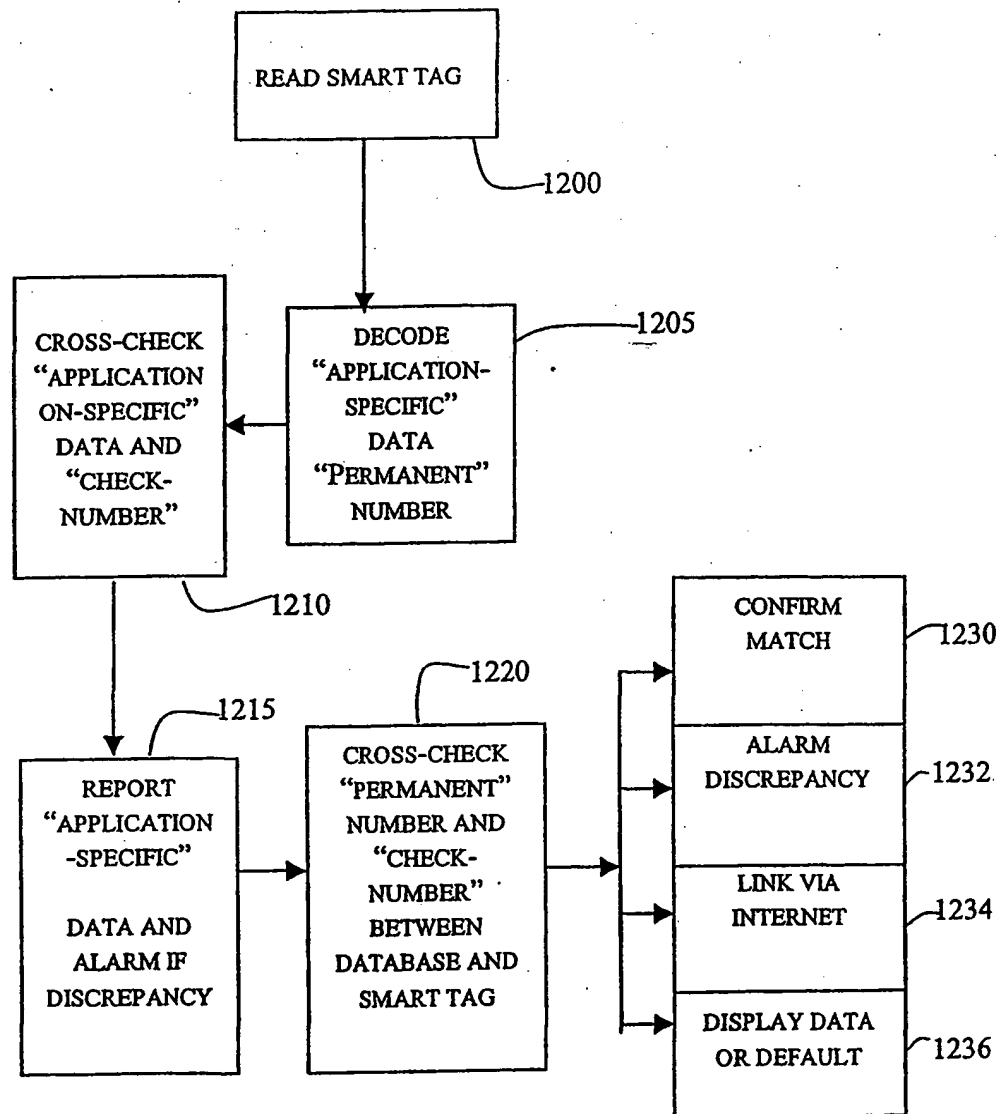 READ SMART TAG
1200
DECODE
“APPLICATION-
SPECIFIC”
DATA
“PERMANENT”
NUMBER
1205
CROSS-CHECK
“APPLICATION
ON-SPECIFIC”
DATA AND
“CHECK-
NUMBER”
1210
REPORT
“APPLICATION
-SPECIFIC”
DATA AND
ALARM IF
DISCREPANCY
1215
CROSS-CHECK
“PERMANENT”
NUMBER AND
“CHECK-
NUMBER”
BETWEEN
DATABASE AND
SMART TAG
1220
CONFIRM
MATCH
1230
ALARM
DISCREPANCY
1232
LINK VIA
INTERNET
1234
DISPLAY DATA
OR DEFAULT
1236